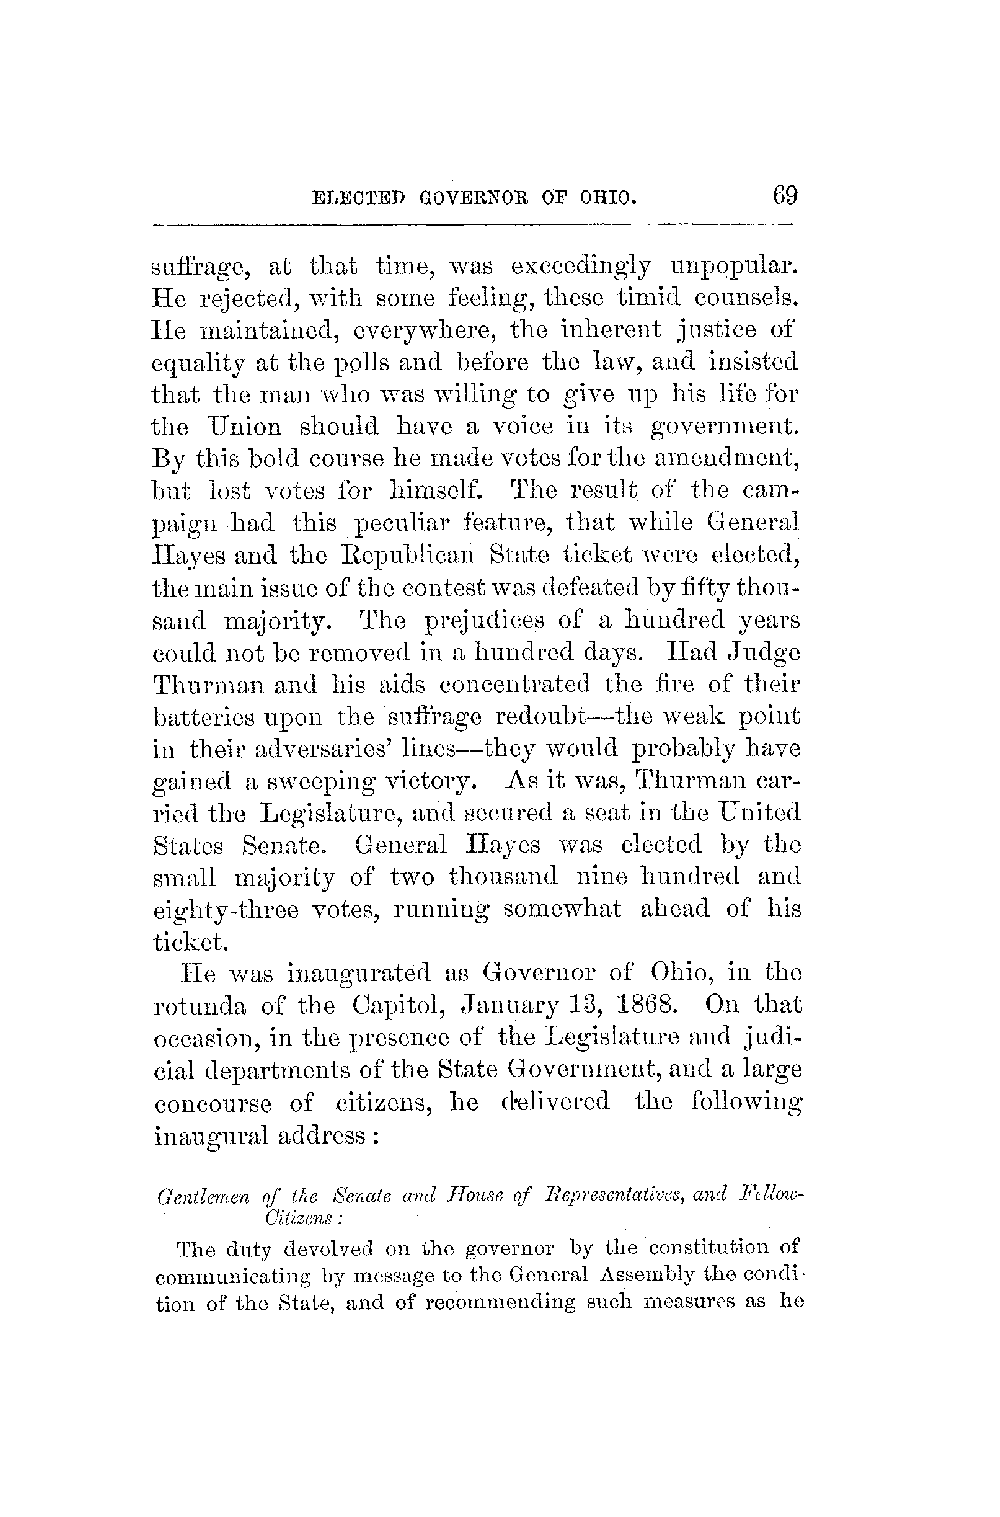 ELECTED GOVERNOR OF OHIO. 69
suffrage, at that time, was exceedingly unpopular.
He rejected, with some feeling, these timid counsels.
He maintained, everywhere, the inherent justice of
equality at the polls and before the law, and insisted
that the man who was willing to give up his life for
the Union should have a voice in its government.
By this bold course he made votes for the amendment,
but lost votes for himself. The result of the cam-
paign had this peculiar feature, that while General
Hayes and the Republican State ticket were elected,
the main issue of the contest was defeated by fifty thou-
sand majority. The prejudices of a hundred years
could not be removed in a hundred days. Had Judge
Thurman and his aids concentrated the fire of their
batteries upon the suffrage redoubt—the weak point
in their adversaries' lines—they would probably have
gained a sweeping victory. As it was, Thurman car-
ried the Legislature, and secured a seat in the United
States Senate. General Hayes was elected by the
small majority of two thousand nine hundred and
eighty-three votes, running somewhat ahead of his
ticket.
He was inaugurated as Governor of Ohio, in the
rotunda of the Capitol, January 13, 1868. On that
occasion, in the presence of the Legislature and judi-
cial departments of the State Government, and a large
concourse of citizens, he delivered the following
inaugural address:
Gentlemen of the Senate and House of Representatives, and Fellow-
Citizens:
The duty devolved on the governor by the constitution of
communicating by message to the General Assembly the condi-
tion of the State, and of recommending such measures as he